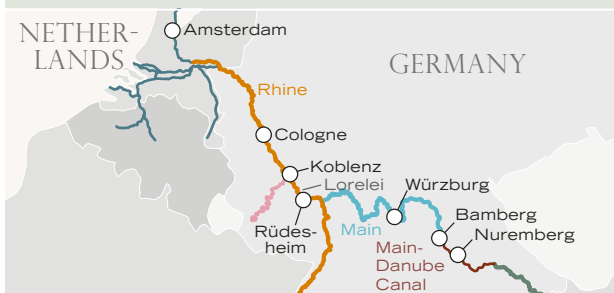 NETHER-
LANDS
Amsterdam
GERMANY
Rhine
Cologne
Koblenz
Lorelei
Rüdes-
heim
Main
Würzburg
Bamberg
Nuremberg
Main-
Danube
Canal